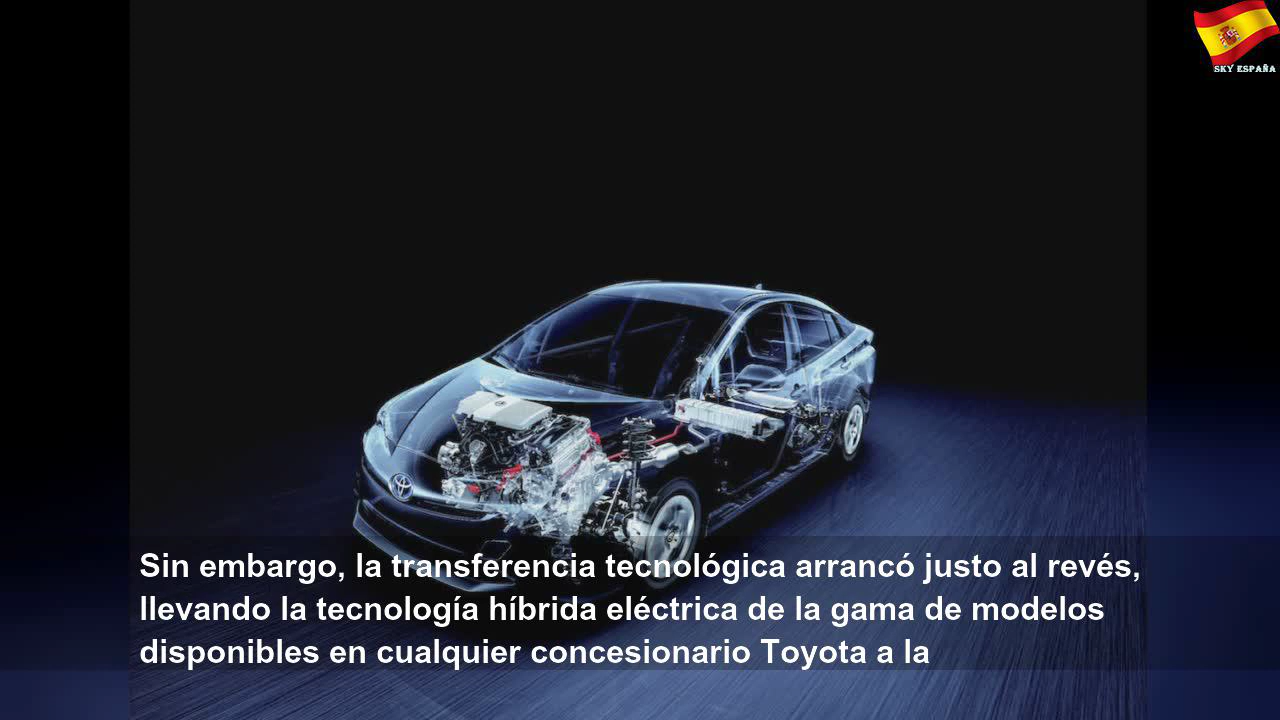 SKY ESPAÑA
Sin embargo, la transferencia tecnológica arrancó justo al revés,
llevando la tecnología híbrida eléctrica de la gama de modelos
disponibles en cualquier concesionario Toyota a la